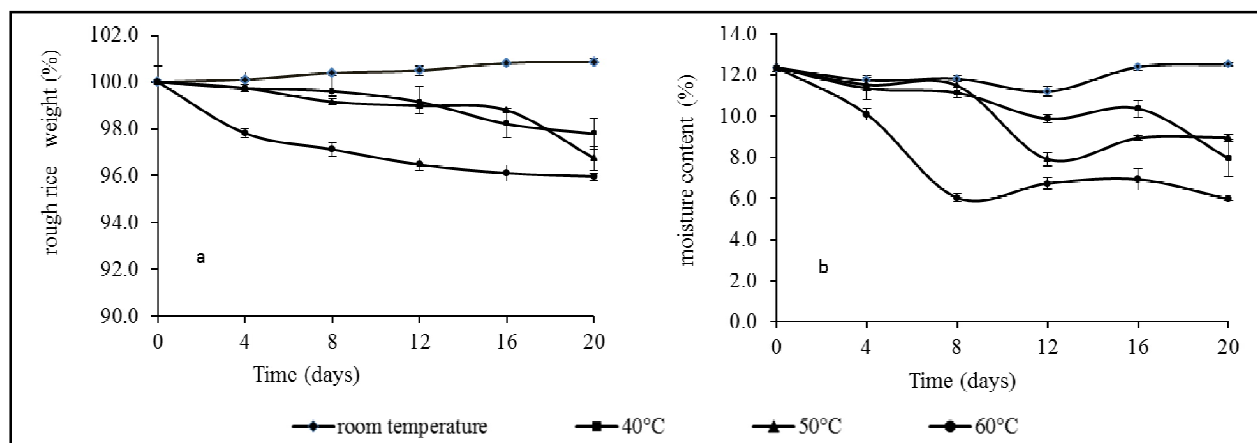 102.0
100.0
98.0
96.0
94.0
92.0
90.0
rough rice weight (%)
a
0 4 8 12 16 20
Time (days)
14.0
12.0
10.0
8.0
6.0
4.0
2.0
0.0
moisture content (%)
b
0 4 8 12 16 20
Time (days)
room temperature 40°C 50°C 60°C